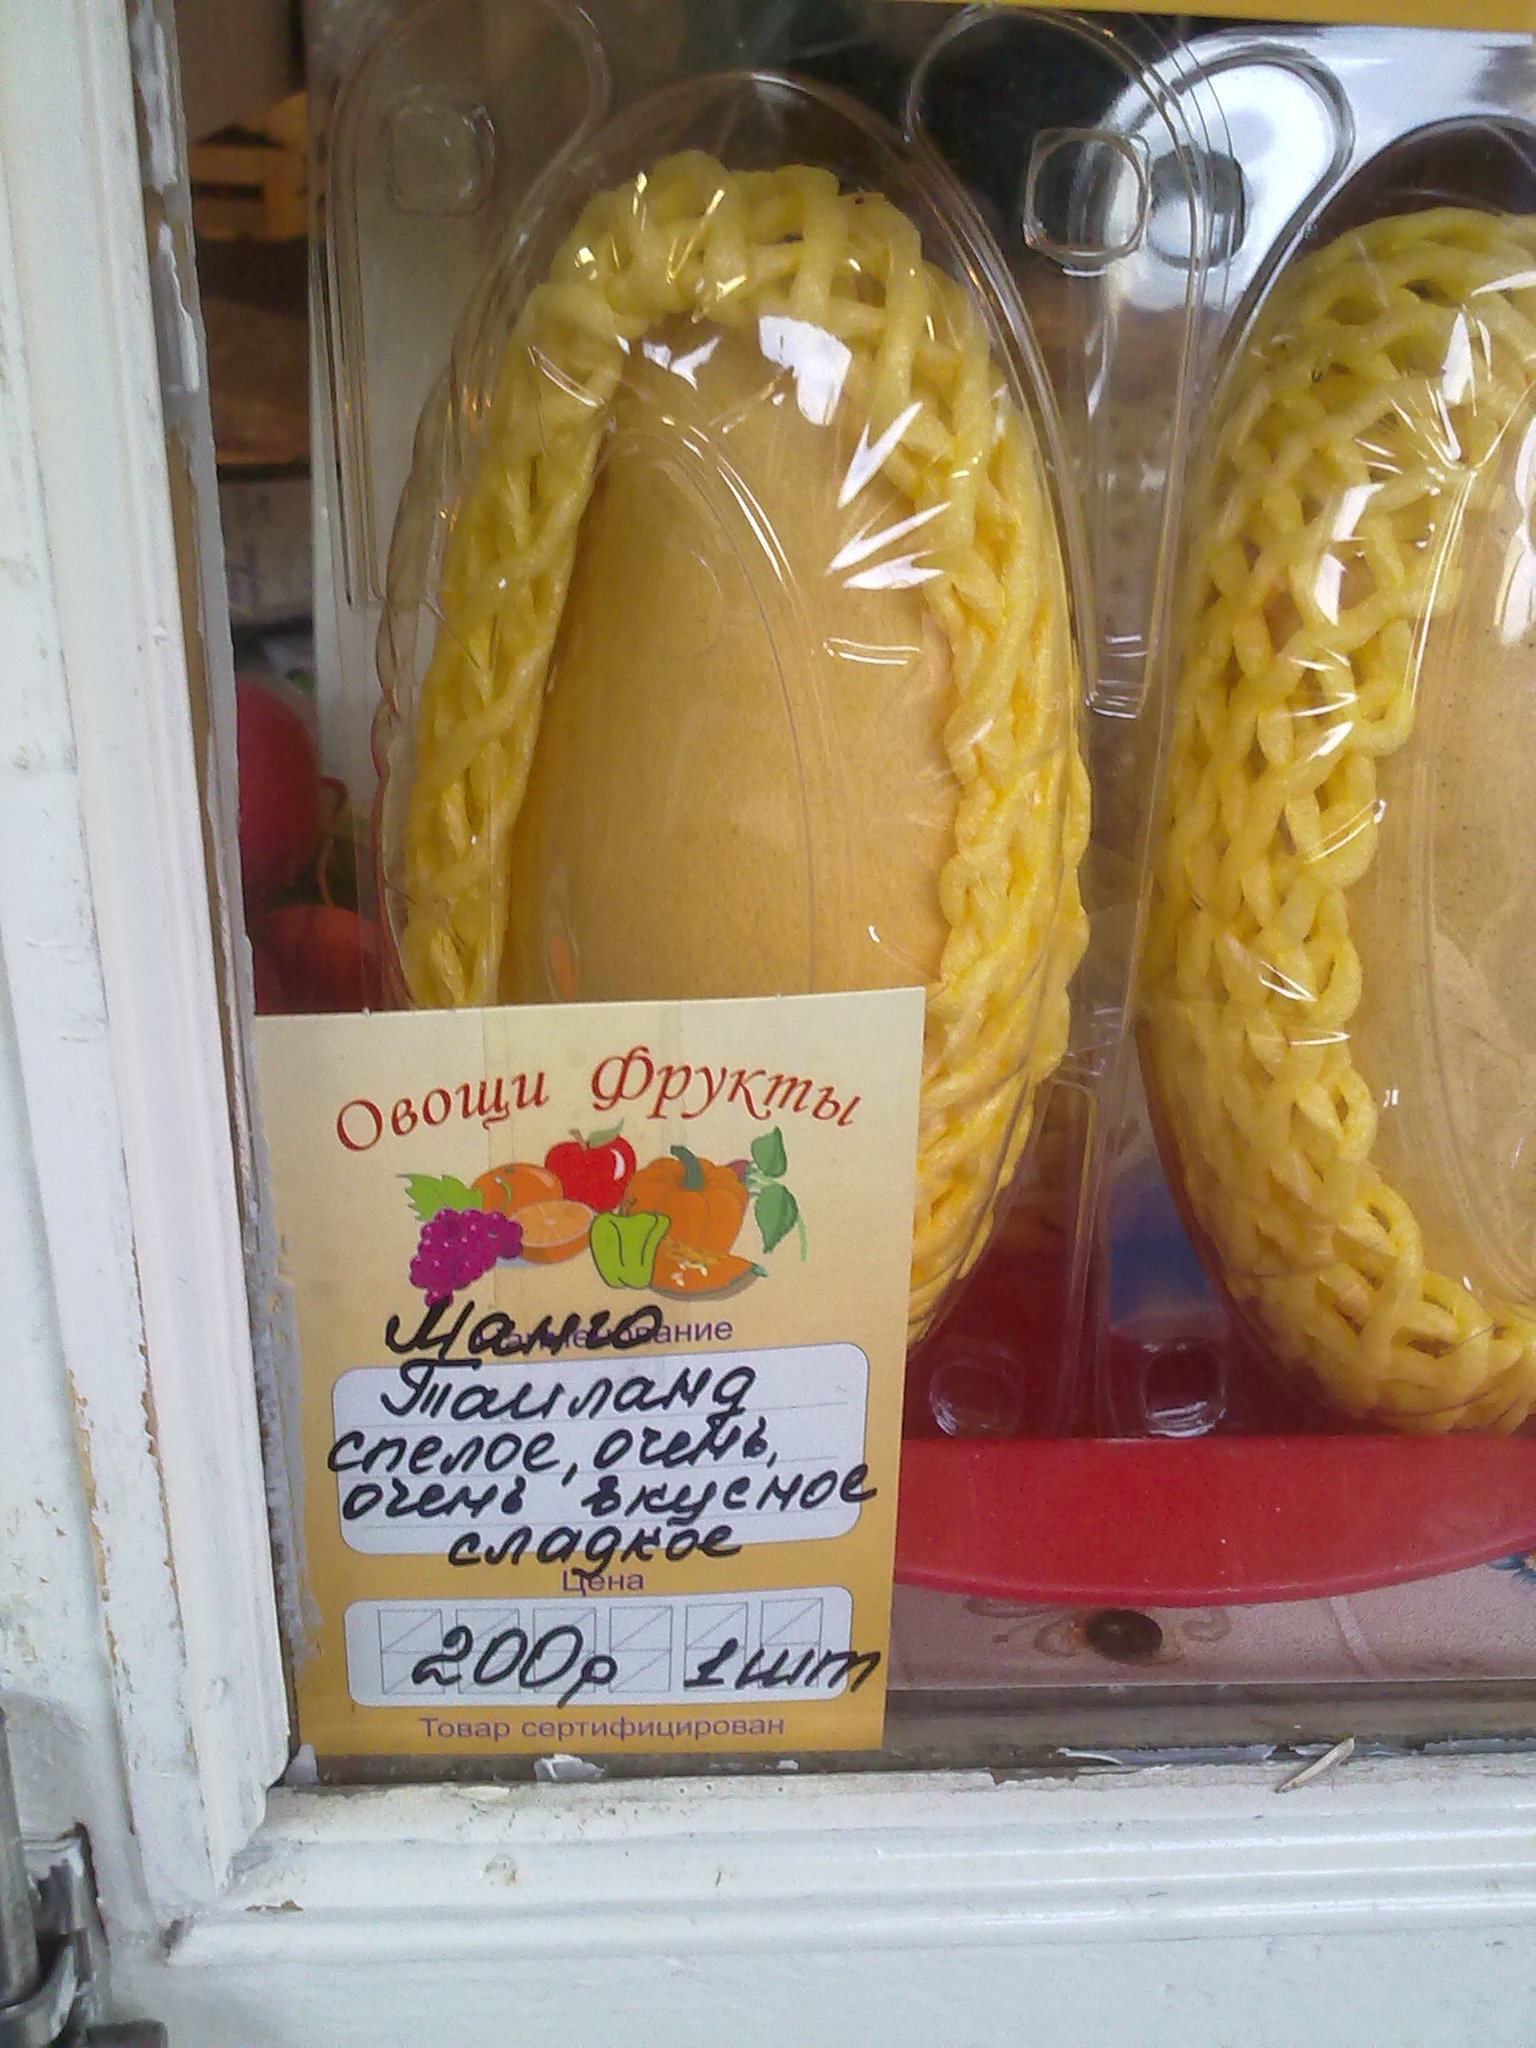 Овощи Фрукты
Манго
Наименование
Таиланд
спелое, очень,
очень вкусное
сладкое
Цена
200р 1шт
Товар сертифицирован